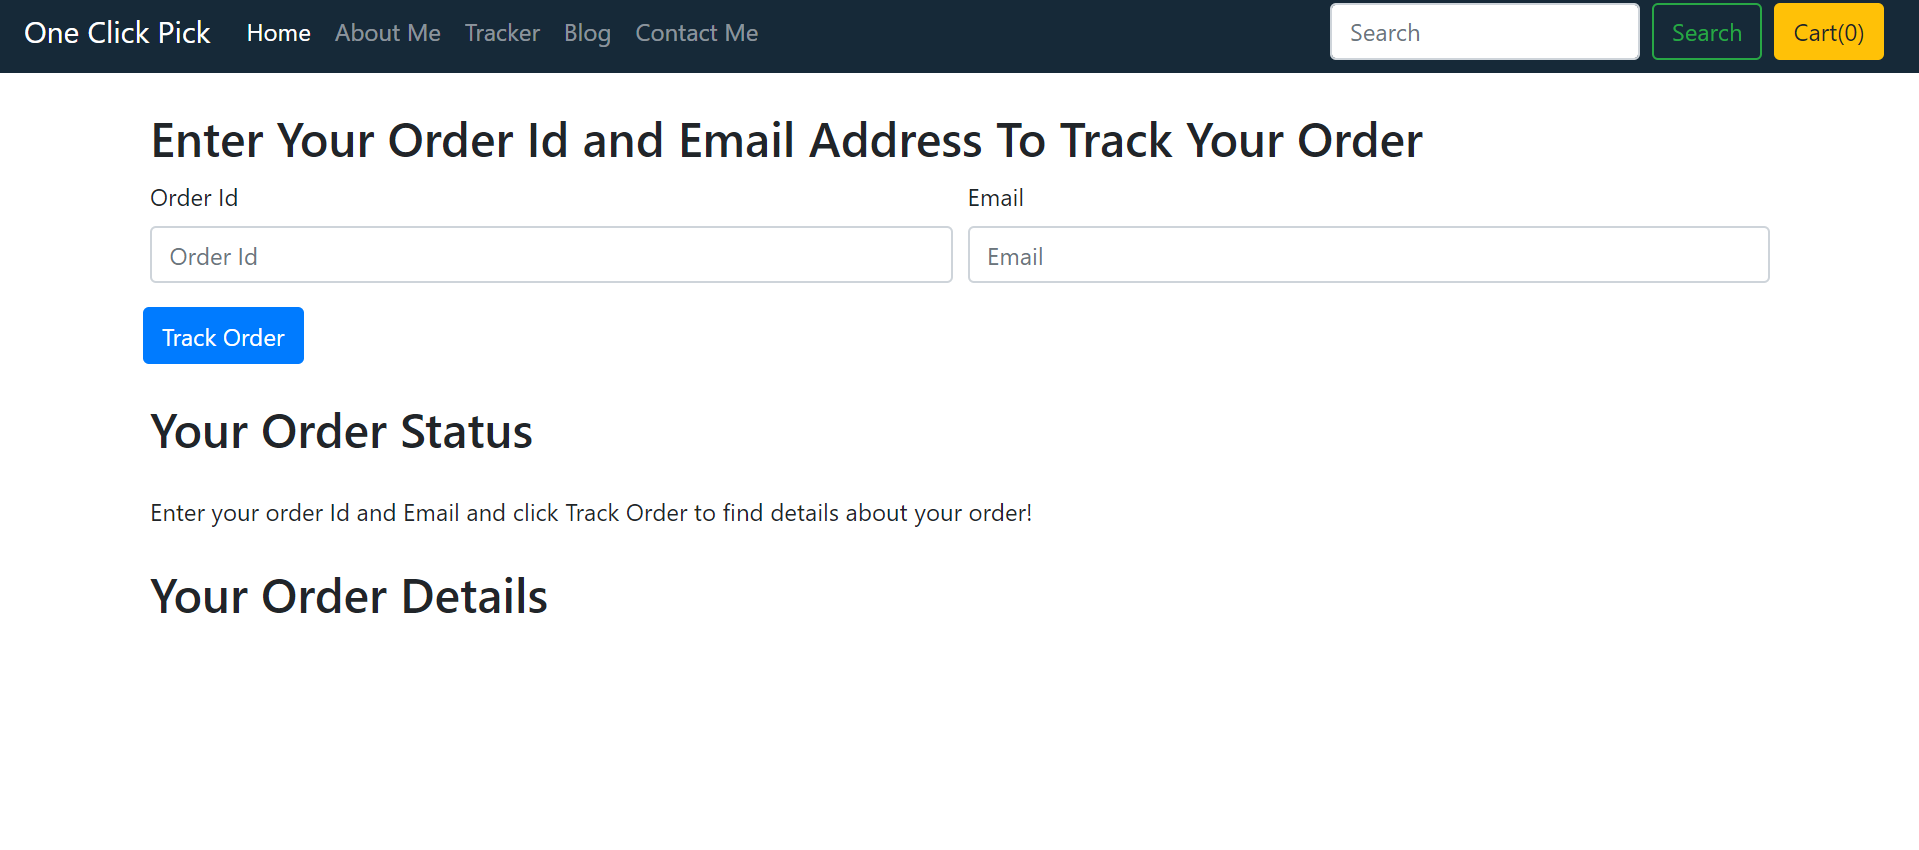 One Click Pick Home About Me Tracker Blog Contact Me Search Search Cart(0)
Enter Your Order Id and Email Address To Track Your Order
Order Id Email
Order Id Email
Track Order
Your Order Status
Enter your order Id and Email and click Track Order to find details about your order!
Your Order Details